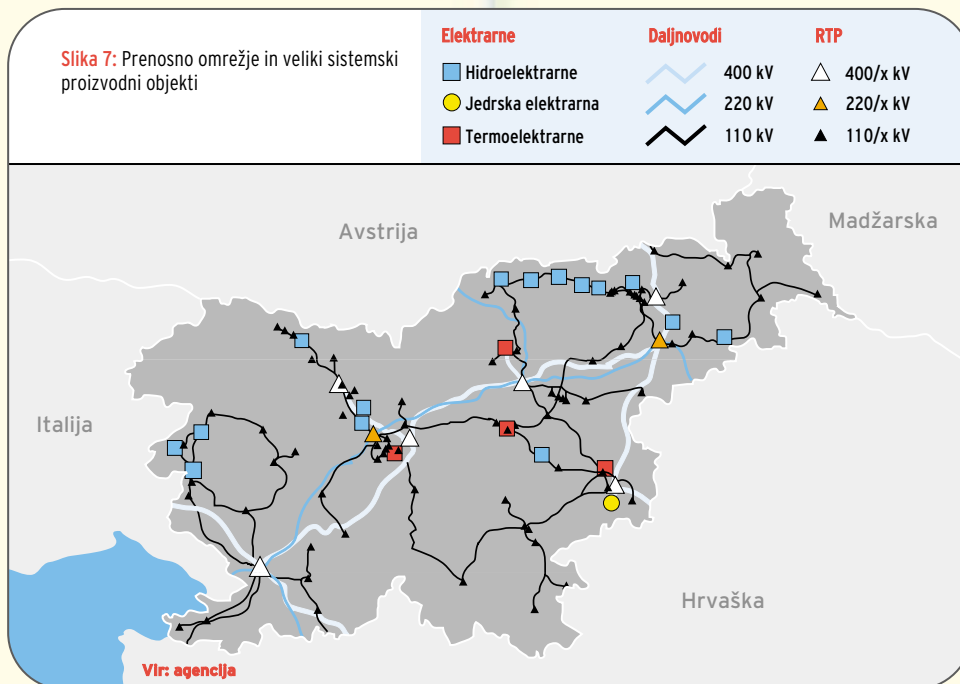 Slika 7: Prenosno omrežje in veliki sistemski
proizvodni objekti
Elektrarne
Hidroelektrarne
Jedrska elektrarna
Termoelektrarne
Daljnovodi
400 kV
220 kV
110 kV
RTP
400/x kV
220/x kV
110/x kV
Avstrija
Madžarska
Italija
Hrvaška
Vir: agencija